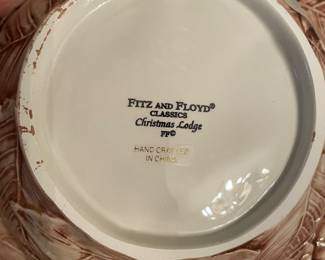 FITZ AND FLOYD®
CLASSICS
Christmas Lodge
FF©
HAND CRAFTED
IN CHINA